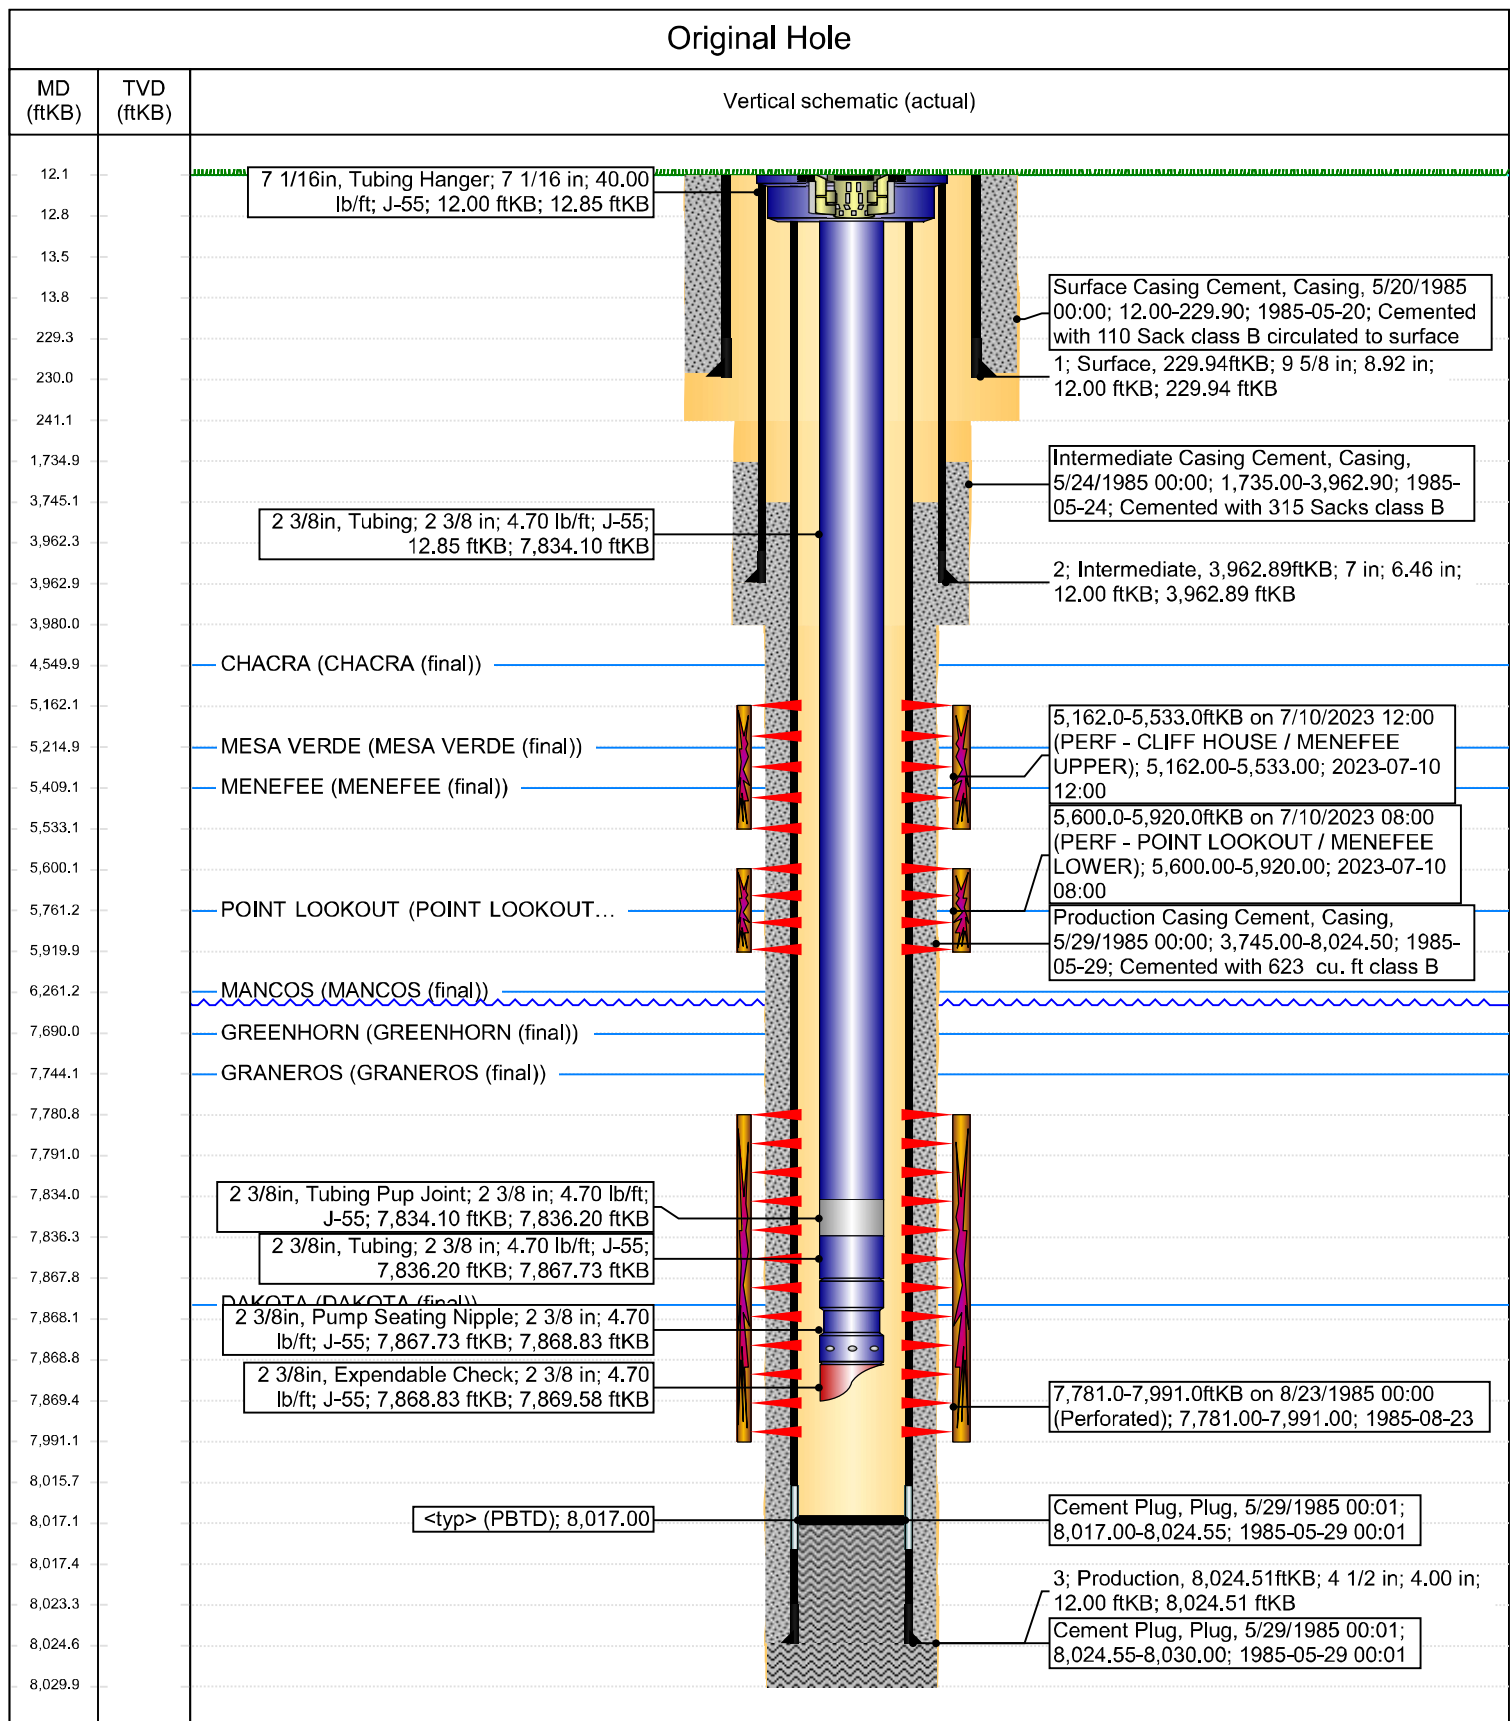 Original Hole
MD
(ftKB)
TVD
(ftKB)
Vertical schematic (actual)
12.1
12.8
13.5
13.8
229.3
230.0
241.1
1,734.9
3,745.1
3,962.3
3,962.9
3,980.0
4,549.9
5,162.1
5,214.9
5,409.1
5,533.1
5,600.1
5,761.2
5,919.9
6,261.2
7,690.0
7,744.1
7,780.8
7,791.0
7,834.0
7,836.3
7,867.8
7,868.1
7,868.8
7,869.4
7,991.1
8,015.7
8,017.1
8,017.4
8,023.3
8,024.6
8,029.9
7 1/16in, Tubing Hanger; 7 1/16 in; 40.00
lb/ft; J-55; 12.00 ftKB; 12.85 ftKB
2 3/8in, Tubing; 2 3/8 in; 4.70 lb/ft; J-55;
12.85 ftKB; 7,834.10 ftKB
CHACRA (CHACRA (final))
MESA VERDE (MESA VERDE (final))
MENEFEE (MENEFEE (final))
POINT LOOKOUT (POINT LOOKOUT...
MANCOS (MANCOS (final))
GREENHORN (GREENHORN (final))
GRANEROS (GRANEROS (final))
2 3/8in, Tubing Pup Joint; 2 3/8 in; 4.70 lb/ft;
J-55; 7,834.10 ftKB; 7,836.20 ftKB
2 3/8in, Tubing; 2 3/8 in; 4.70 lb/ft; J-55;
7,836.20 ftKB; 7,867.73 ftKB
DAKOTA (DAKOTA (final))
2 3/8in, Pump Seating Nipple; 2 3/8 in; 4.70
lb/ft; J-55; 7,867.73 ftKB; 7,868.83 ftKB
2 3/8in, Expendable Check; 2 3/8 in; 4.70
lb/ft; J-55; 7,868.83 ftKB; 7,869.58 ftKB
<typ> (PBTD); 8,017.00
Surface Casing Cement, Casing, 5/20/1985
00:00; 12.00-229.90; 1985-05-20; Cemented
with 110 Sack class B circulated to surface
1; Surface, 229.94ftKB; 9 5/8 in; 8.92 in;
12.00 ftKB; 229.94 ftKB
Intermediate Casing Cement, Casing,
5/24/1985 00:00; 1,735.00-3,962.90; 1985-
05-24; Cemented with 315 Sacks class B
2; Intermediate, 3,962.89ftKB; 7 in; 6.46 in;
12.00 ftKB; 3,962.89 ftKB
5,162.0-5,533.0ftKB on 7/10/2023 12:00
(PERF - CLIFF HOUSE / MENEFEE
UPPER); 5,162.00-5,533.00; 2023-07-10
12:00
5,600.0-5,920.0ftKB on 7/10/2023 08:00
(PERF - POINT LOOKOUT / MENEFEE
LOWER); 5,600.00-5,920.00; 2023-07-10
08:00
Production Casing Cement, Casing,
5/29/1985 00:00; 3,745.00-8,024.50; 1985-
05-29; Cemented with 623 cu. ft class B
7,781.0-7,991.0ftKB on 8/23/1985 00:00
(Perforated); 7,781.00-7,991.00; 1985-08-23
Cement Plug, Plug, 5/29/1985 00:01;
8,017.00-8,024.55; 1985-05-29 00:01
3; Production, 8,024.51ftKB; 4 1/2 in; 4.00 in;
12.00 ftKB; 8,024.51 ftKB
Cement Plug, Plug, 5/29/1985 00:01;
8,024.55-8,030.00; 1985-05-29 00:01